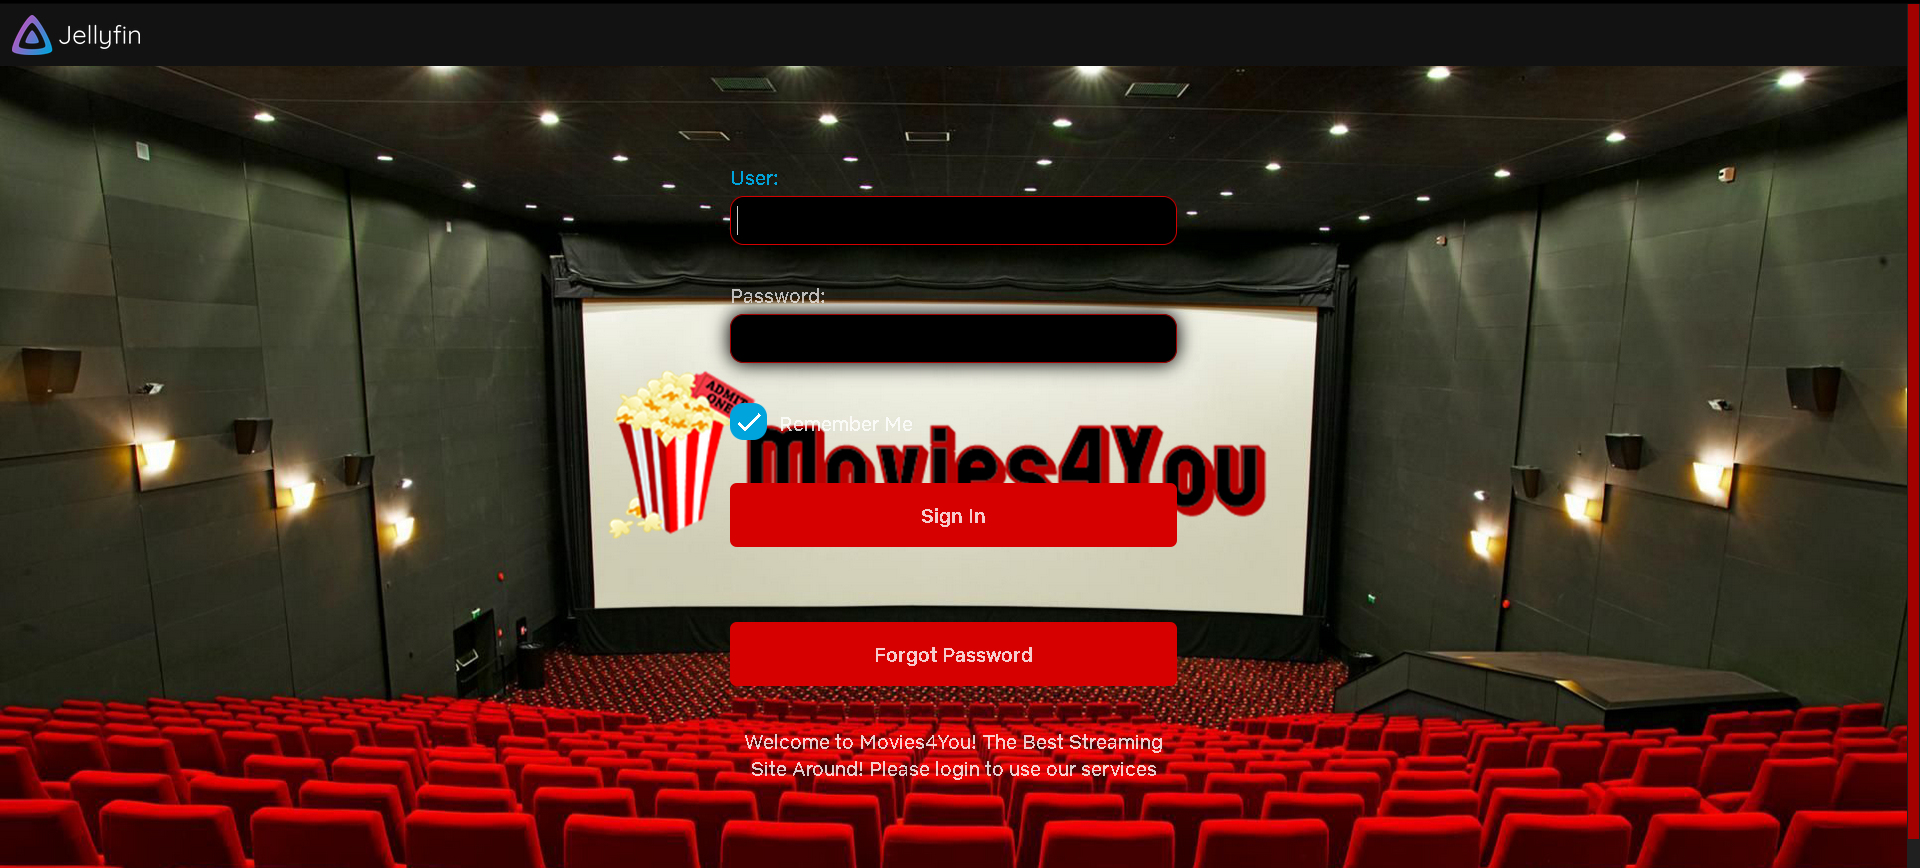 Jellyfin
User:
Password:
ADMIT
ONE
Remember Me
Movies4You
Sign In
Forgot Password
Welcome to Movies4You! The Best Streaming
Site Around! Please login to use our services